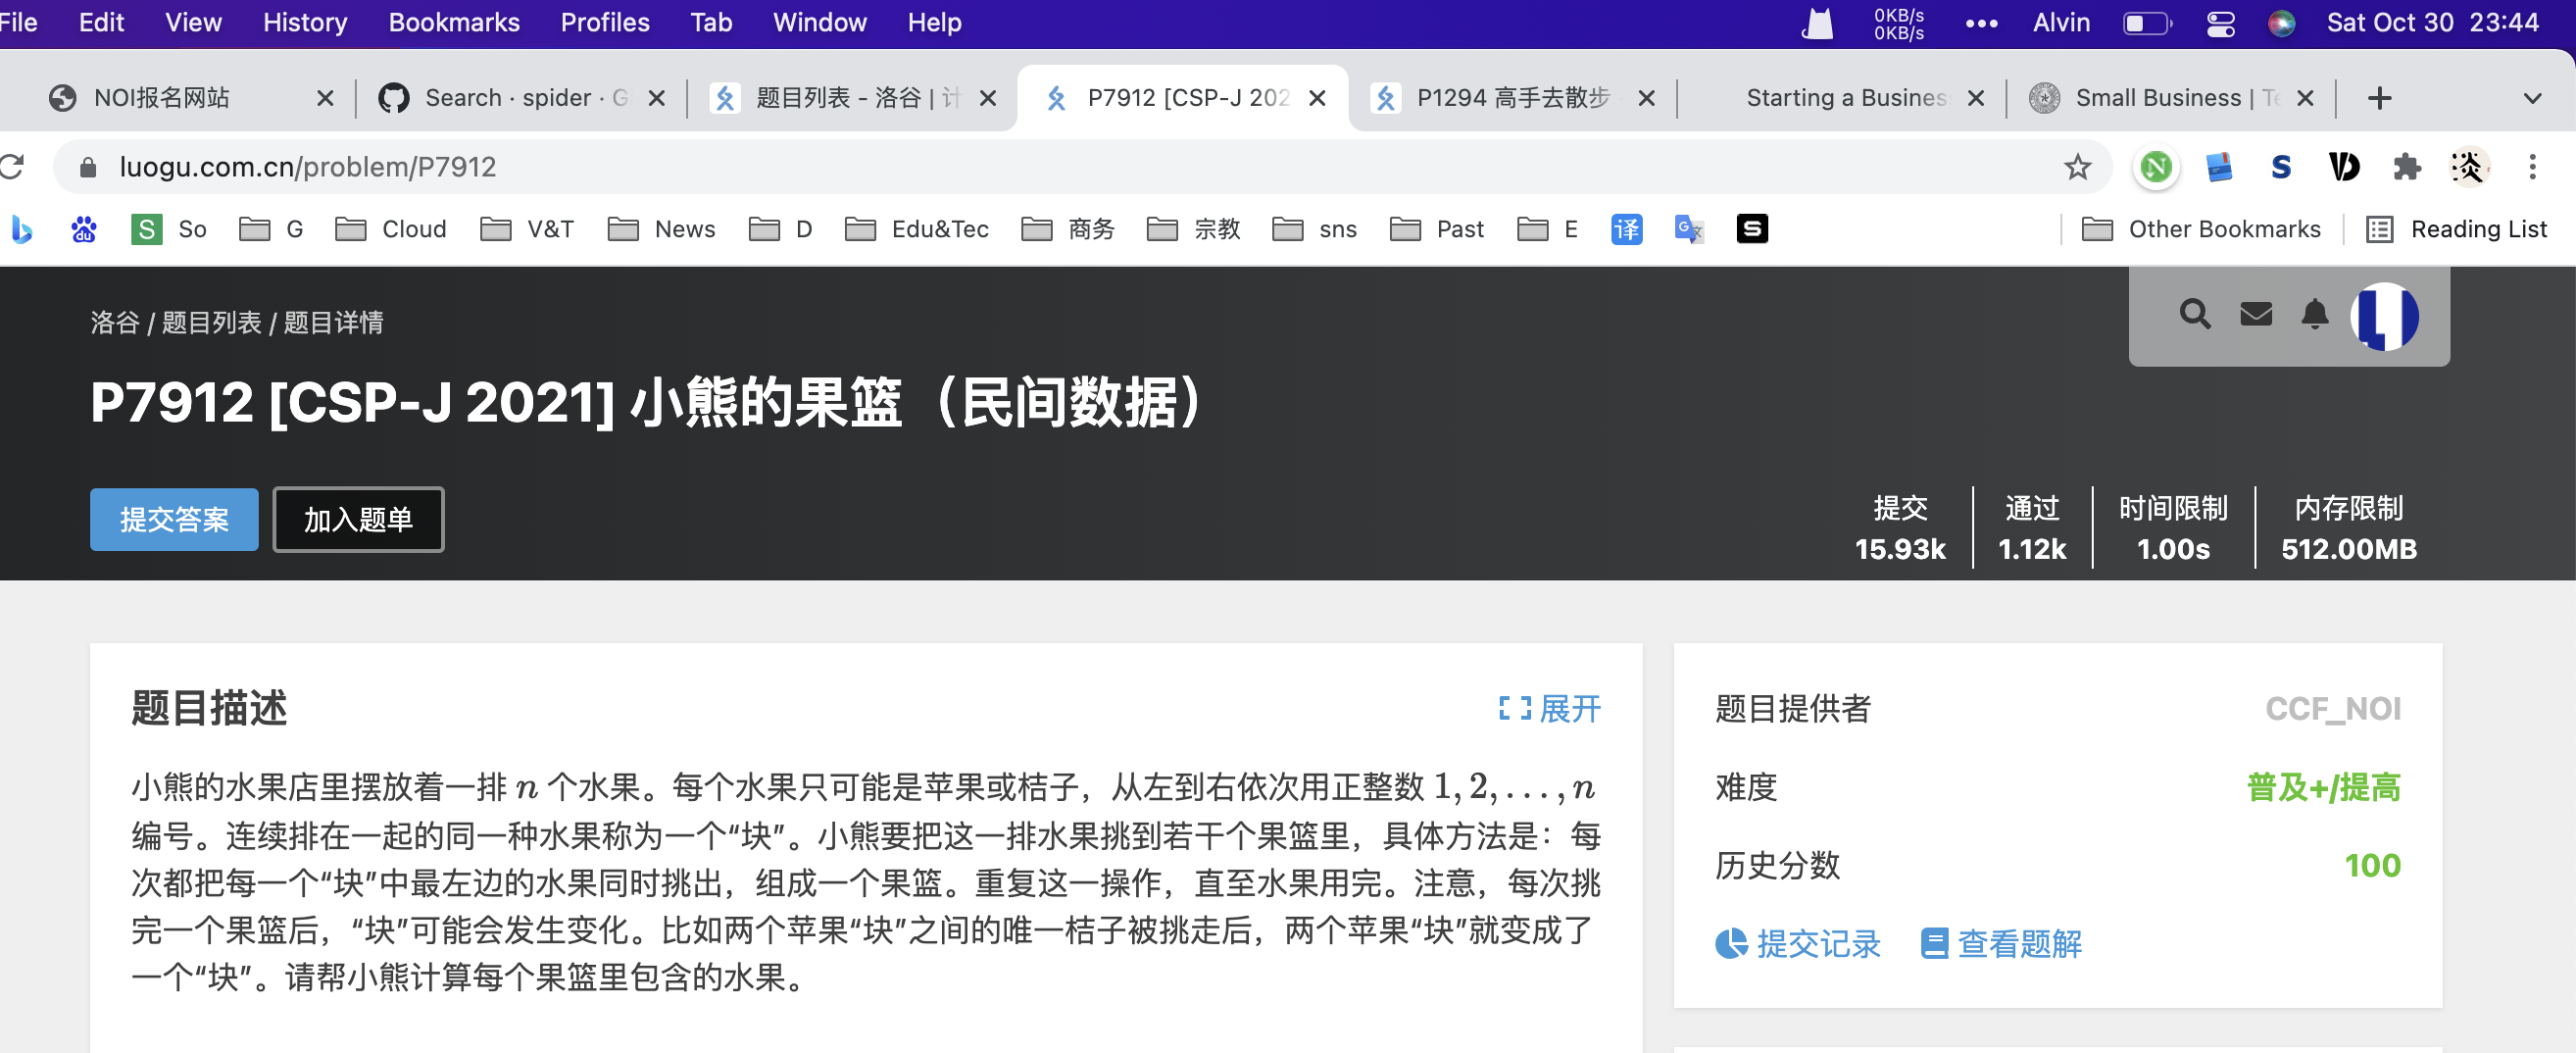 File Edit View History Bookmarks Profiles Tab Window Help 0KB/s 0KB/s ••• Alvin Sat Oct 30 23:44
NOI报名网站 Search · spider · G 题目列表 - 洛谷 | 计 P7912 [CSP-J 202 P1294 高手去散步 Starting a Busines Small Business | Te
luogu.com.cn/problem/P7912
So G Cloud V&T News D Edu&Tec 商务 宗教 sns Past E 译 Other Bookmarks Reading List
洛谷 / 题目列表 / 题目详情
P7912 [CSP-J 2021] 小熊的果篮（民间数据）
提交答案 加入题单
提交 通过 时间限制 内存限制
15.93k 1.12k 1.00s 512.00MB
题目描述 展开
小熊的水果店里摆放着一排 n 个水果。每个水果只可能是苹果或桔子，从左到右依次用正整数 1, 2, . . . , n
编号。连续排在一起的同一种水果称为一个“块”。小熊要把这一排水果挑到若干个果篮里，具体方法是：每
次都把每一个“块”中最左边的水果同时挑出，组成一个果篮。重复这一操作，直至水果用完。注意，每次挑
完一个果篮后，“块”可能会发生变化。比如两个苹果“块”之间的唯一桔子被挑走后，两个苹果“块”就变成了
一个“块”。请帮小熊计算每个果篮里包含的水果。
题目提供者 CCF_NOI
难度 普及+/提高
历史分数 100
提交记录 查看题解